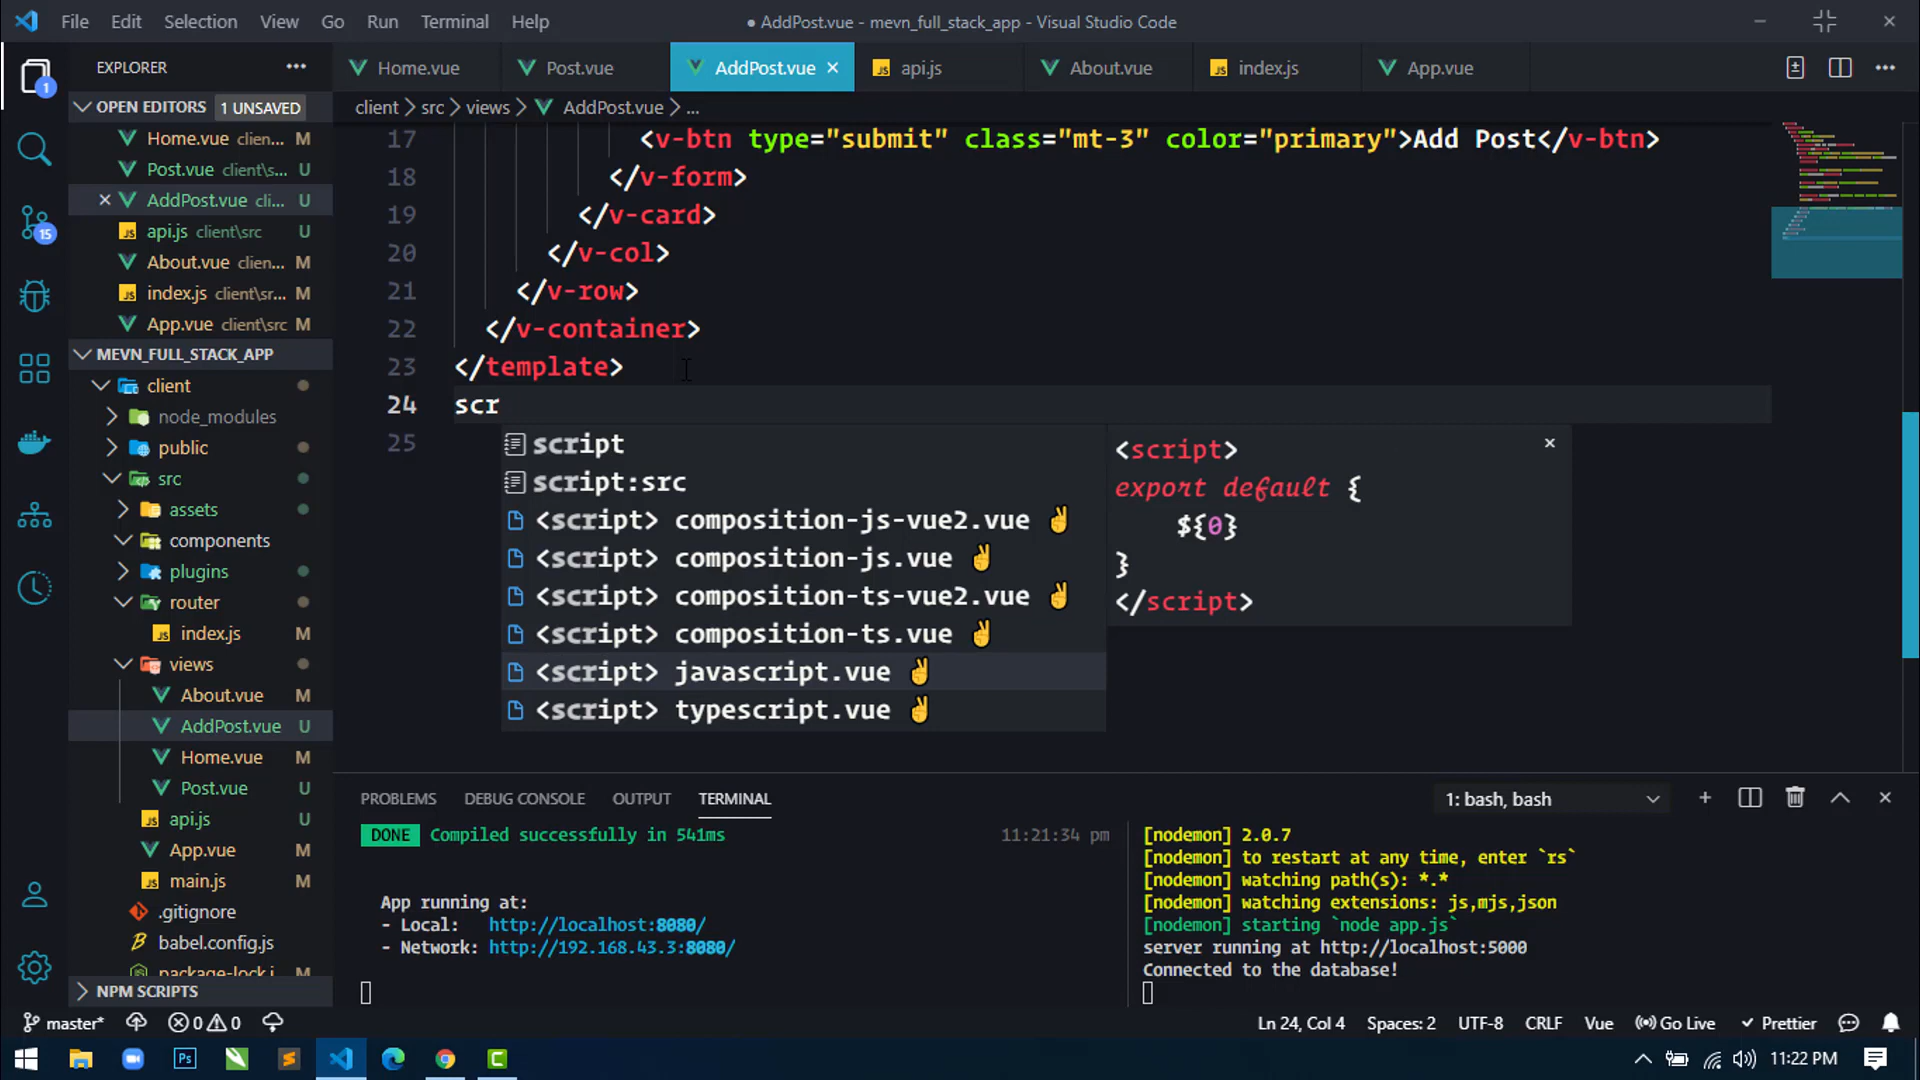 File Edit Selection View Go Run Terminal Help
● AddPost.vue - mevn_full_stack_app - Visual Studio Code
EXPLORER
Home.vue Post.vue AddPost.vue api.js About.vue index.js App.vue
OPEN EDITORS 1 UNSAVED
Home.vue clien... M
Post.vue client\s... U
AddPost.vue cli... U
api.js client\src U
About.vue clien... M
index.js client\sr... M
App.vue client\src M
MEVN_FULL_STACK_APP
client
node_modules
public
src
assets
components
plugins
router
index.js M
views
About.vue M
AddPost.vue U
Home.vue M
Post.vue U
api.js U
App.vue M
main.js M
.gitignore
babel.config.js
package-lock.j... M
NPM SCRIPTS
1
15
client > src > views > AddPost.vue > ...
17 <v-btn type="submit" class="mt-3" color="primary">Add Post</v-btn>
18 </v-form>
19 </v-card>
20 </v-col>
21 </v-row>
22 </v-container>
23 </template>
24 scr
25
script
script:src
<script> composition-js-vue2.vue ✌
<script> composition-js.vue ✌
<script> composition-ts-vue2.vue ✌
<script> composition-ts.vue ✌
<script> javascript.vue ✌
<script> typescript.vue ✌
<script>
export default {
${0}
}
</script>
PROBLEMS DEBUG CONSOLE OUTPUT TERMINAL
1: bash, bash
DONE Compiled successfully in 541ms 11:21:34 pm
App running at:
- Local: http://localhost:8080/
- Network: http://192.168.43.3:8080/
[nodemon] 2.0.7
[nodemon] to restart at any time, enter `rs`
[nodemon] watching path(s): *.*
[nodemon] watching extensions: js,mjs,json
[nodemon] starting `node app.js`
server running at http://localhost:5000
Connected to the database!
master* 0 0
Ln 24, Col 4 Spaces: 2 UTF-8 CRLF Vue Go Live Prettier
Ps
C
11:22 PM